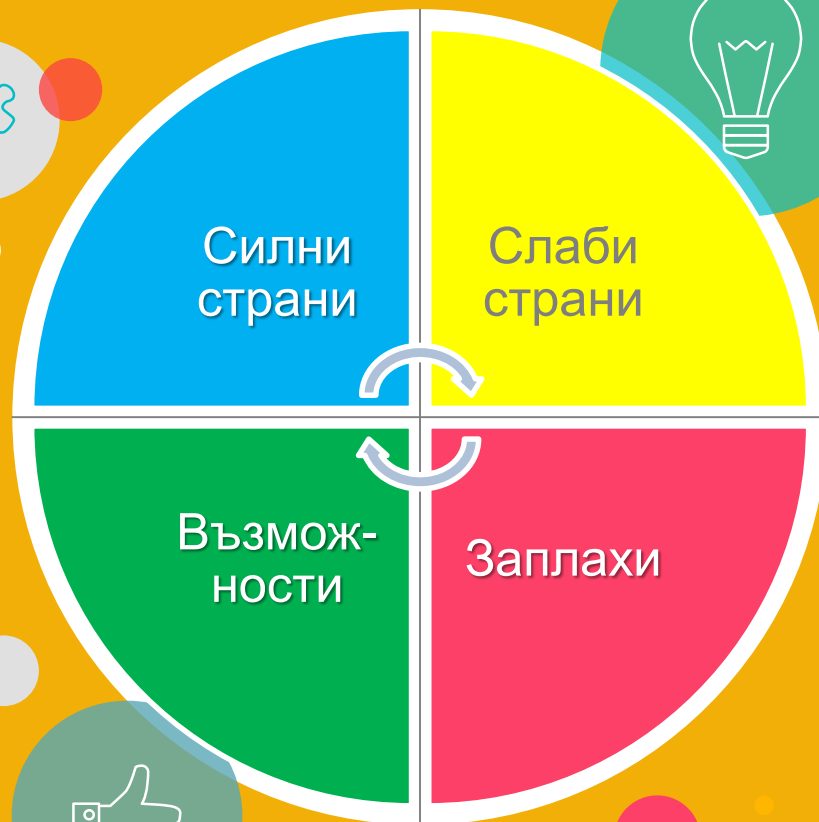 Силни
страни
Слаби
страни
Възмож-
ности
Заплахи